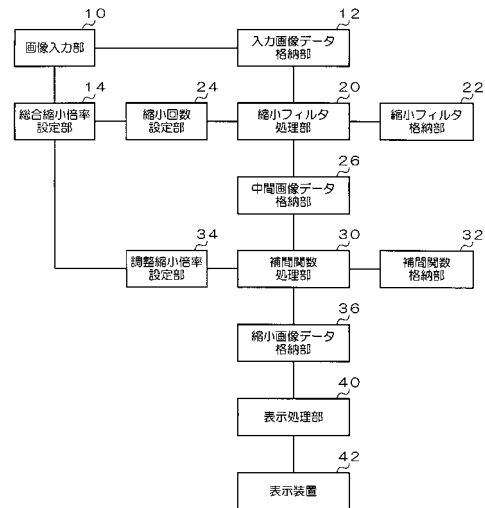 10
画像入力部
12
入力画像データ
格納部
14
総合縮小倍率
設定部
24
縮小回数
設定部
20
縮小フィルタ
処理部
22
縮小フィルタ
格納部
26
中間画像データ
格納部
34
調整縮小倍率
設定部
30
補間関数
処理部
32
補間関数
格納部
36
縮小画像データ
格納部
40
表示処理部
42
表示装置